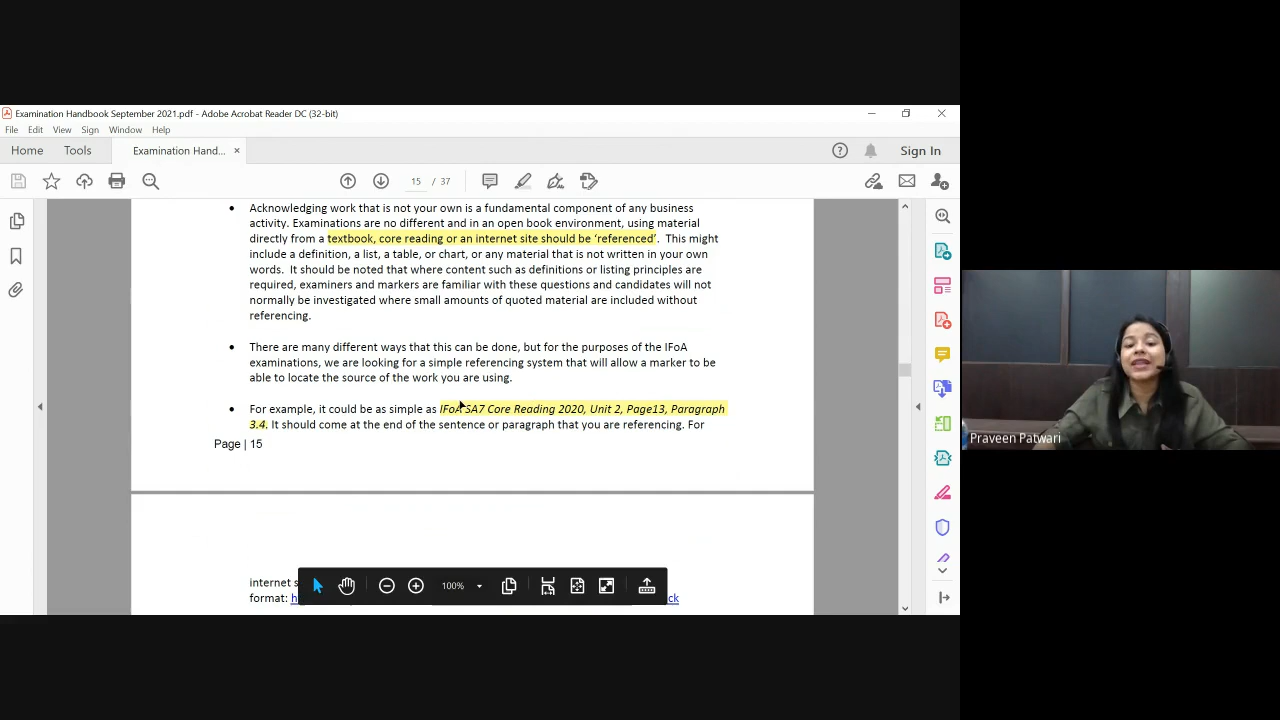 Examination Handbook September 2021.pdf - Adobe Acrobat Reader DC (32-bit)
File Edit View Sign Window Help
Home Tools Examination Hand... × Sign In
15 / 37
• Acknowledging work that is not your own is a fundamental component of any business
activity. Examinations are no different and in an open book environment, using material
directly from a textbook, core reading or an internet site should be ‘referenced’. This might
include a definition, a list, a table, or chart, or any material that is not written in your own
words. It should be noted that where content such as definitions or listing principles are
required, examiners and markers are familiar with these questions and candidates will not
normally be investigated where small amounts of quoted material are included without
referencing.
• There are many different ways that this can be done, but for the purposes of the IFoA
examinations, we are looking for a simple referencing system that will allow a marker to be
able to locate the source of the work you are using.
• For example, it could be as simple as IFoA SA7 Core Reading 2020, Unit 2, Page13, Paragraph
3.4. It should come at the end of the sentence or paragraph that you are referencing. For
Page | 15
internet s
format: h ck
100%
Praveen Patwari